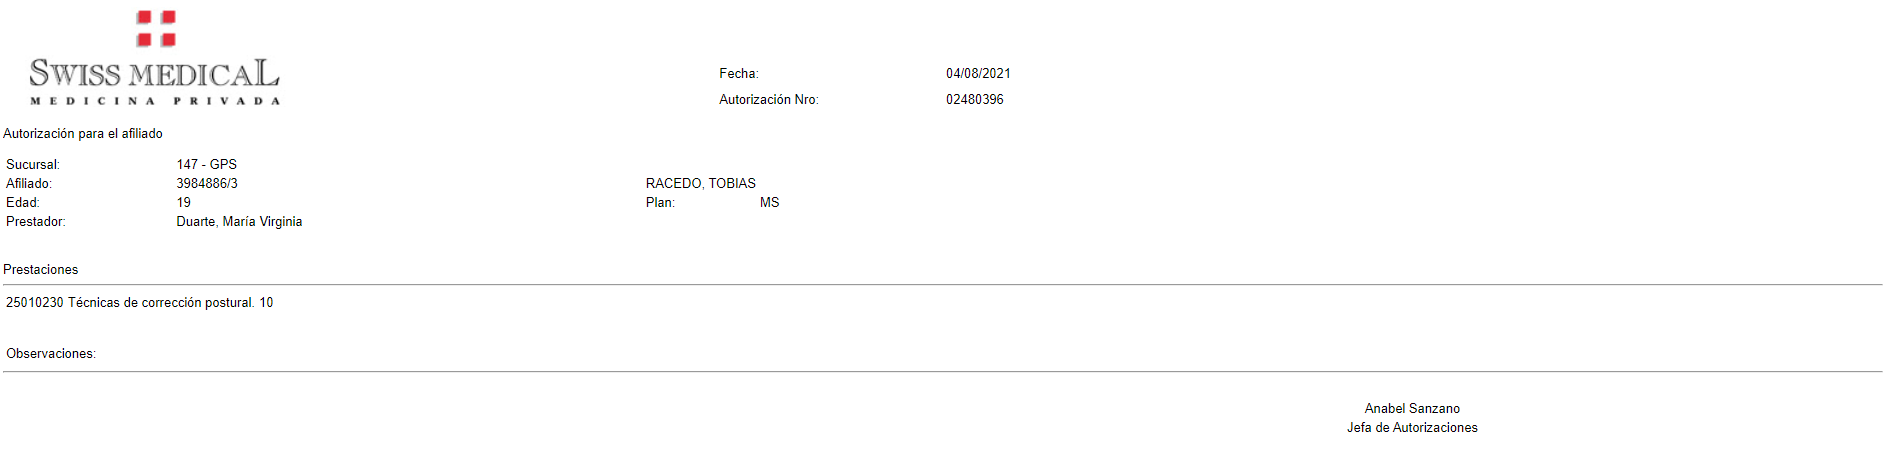 SWISS MEDICAL
MEDICINA PRIVADA
Fecha: 04/08/2021
Autorización Nro: 02480396
Autorización para el afiliado
Sucursal: 147 - GPS
Afiliado: 3984886/3 RACEDO, TOBIAS
Edad: 19 Plan: MS
Prestador: Duarte, María Virginia
Prestaciones
25010230 Técnicas de corrección postural. 10
Observaciones:
Anabel Sanzano
Jefa de Autorizaciones